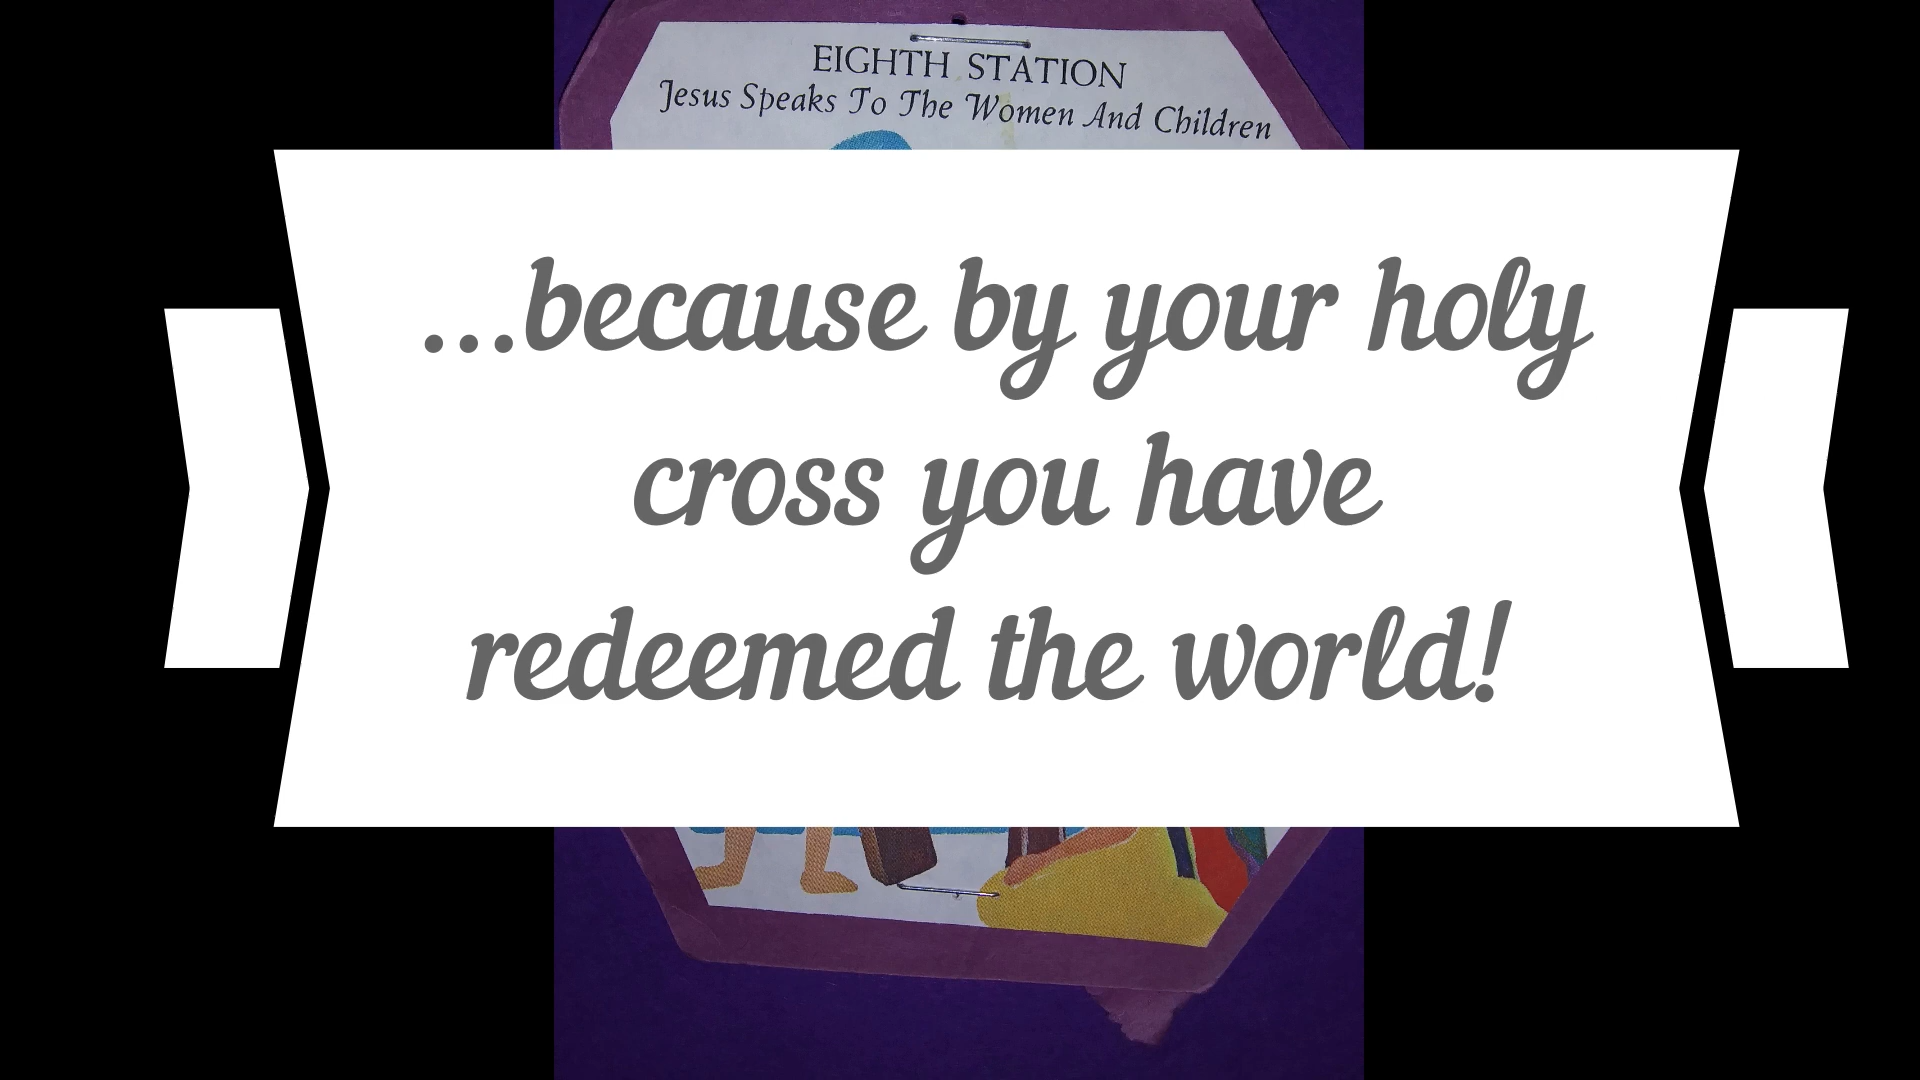 EIGHTH STATION
Jesus Speaks To The Women And Children
...because by your holy
cross you have
redeemed the world!